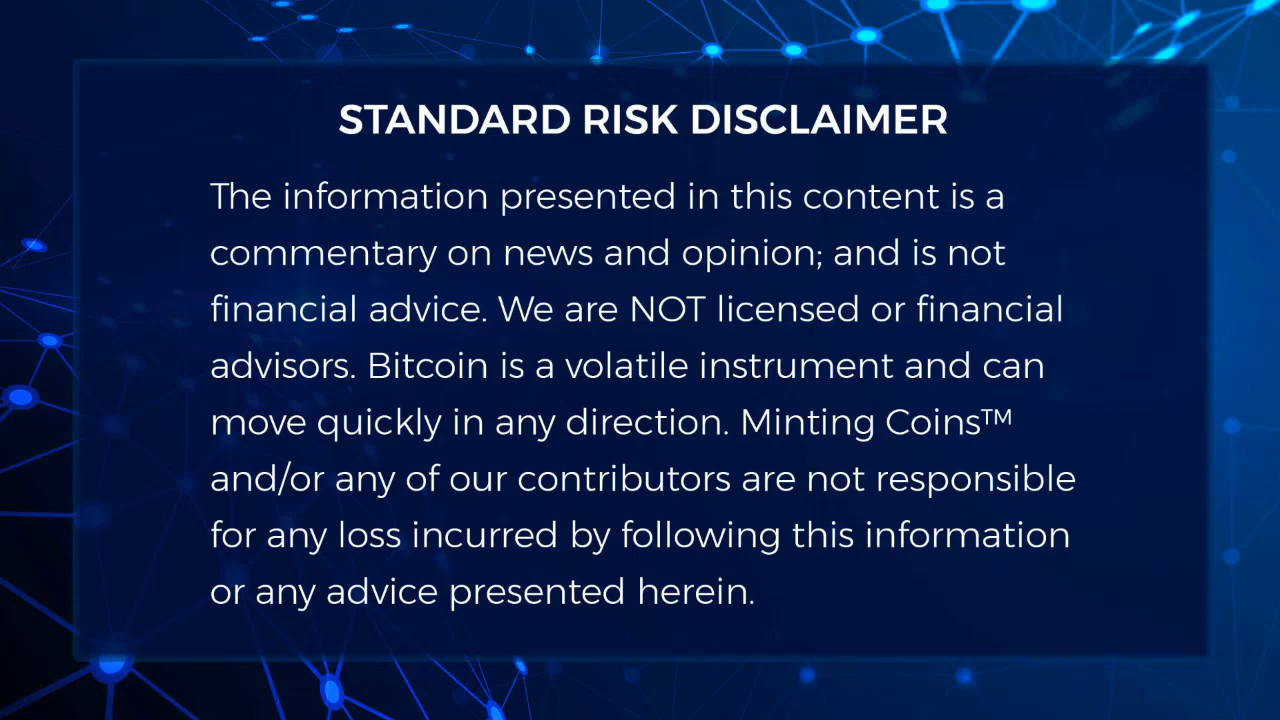 STANDARD RISK DISCLAIMER
The information presented in this content is a
commentary on news and opinion; and is not
financial advice. We are NOT licensed or financial
advisors. Bitcoin is a volatile instrument and can
move quickly in any direction. Minting Coins™
and/or any of our contributors are not responsible
for any loss incurred by following this information
or any advice presented herein.